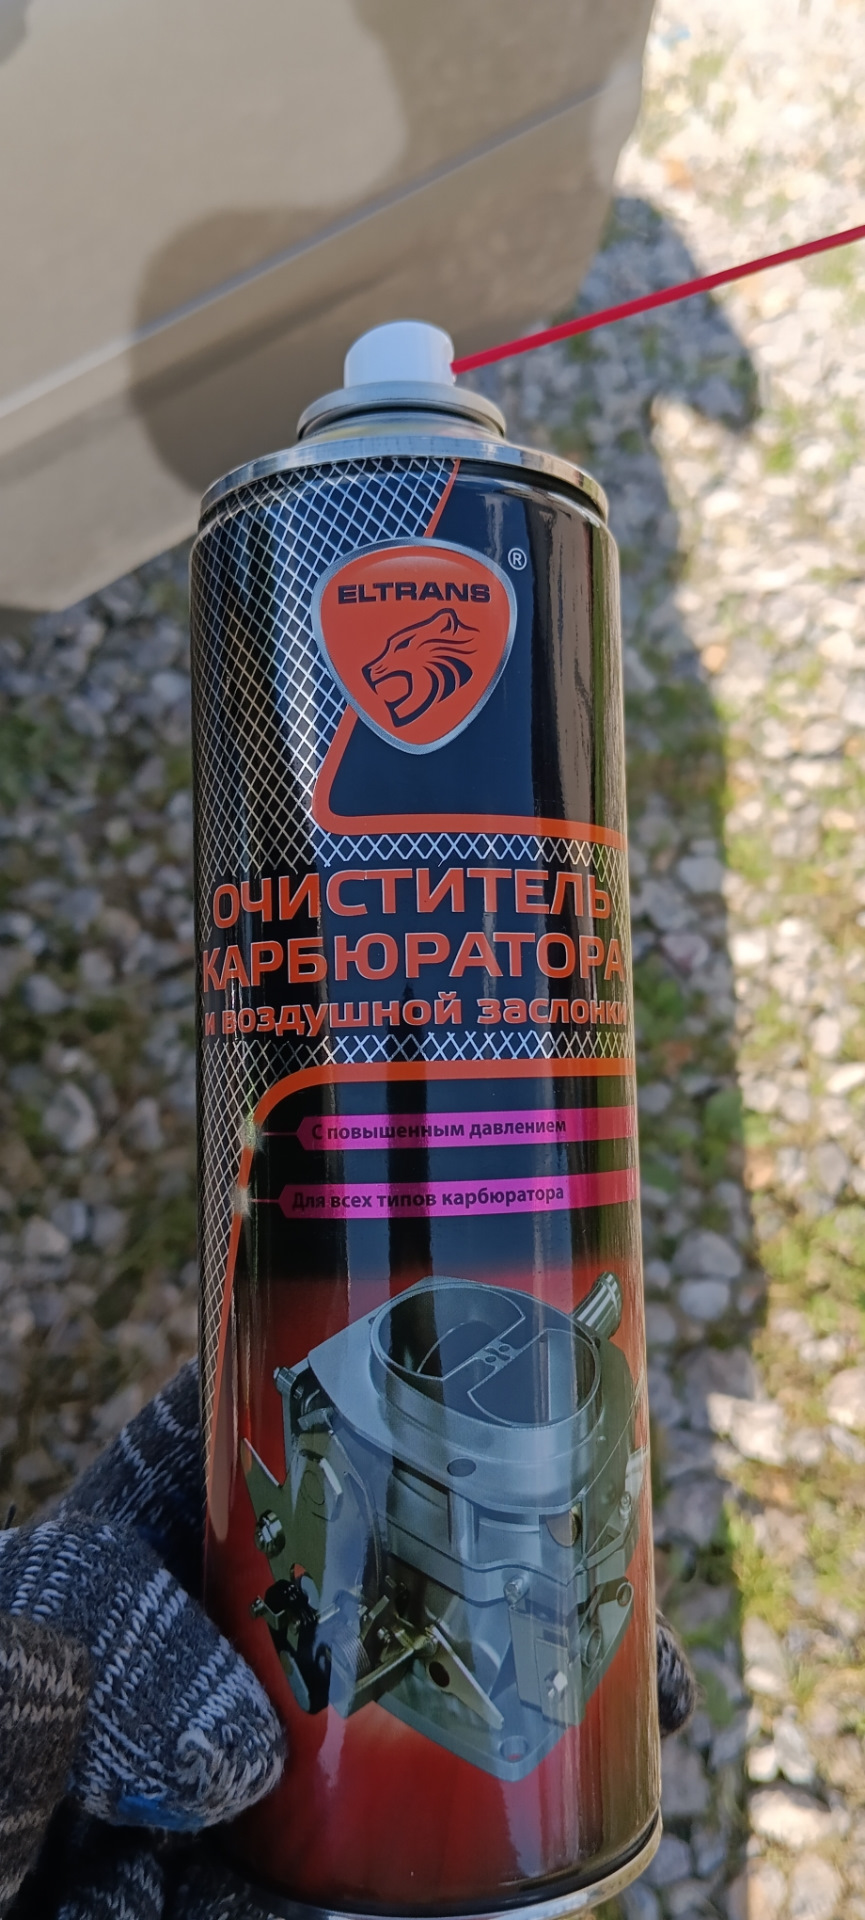 ®
ELTRANS
ОЧИСТИТЕЛЬ
КАРБЮРАТОРА
и воздушной заслонки
С повышенным давлением
Для всех типов карбюратора